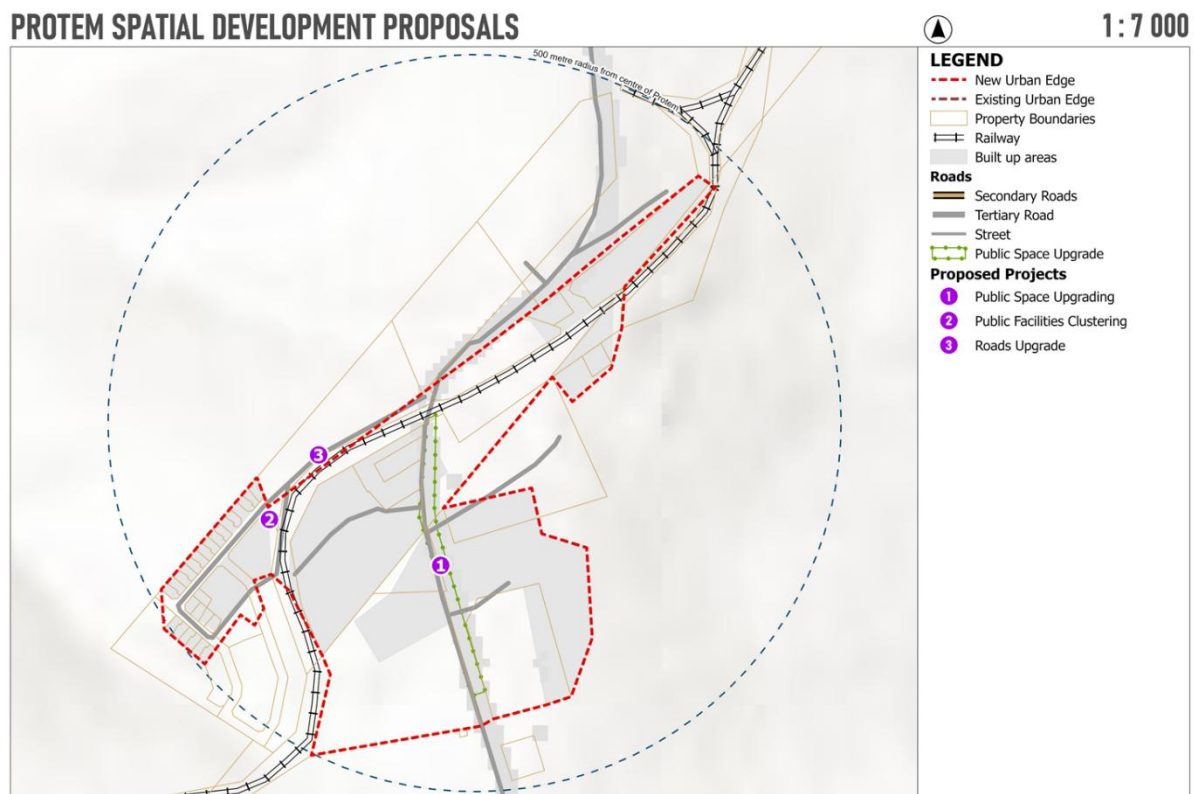 PROTEM SPATIAL DEVELOPMENT PROPOSALS
1 : 7 000
500 metre radius from centre of Protem
LEGEND
New Urban Edge
Existing Urban Edge
Property Boundaries
Railway
Built up areas
Roads
Secondary Roads
Tertiary Road
Street
Public Space Upgrade
Proposed Projects
1 Public Space Upgrading
2 Public Facilities Clustering
3 Roads Upgrade
3
2
1